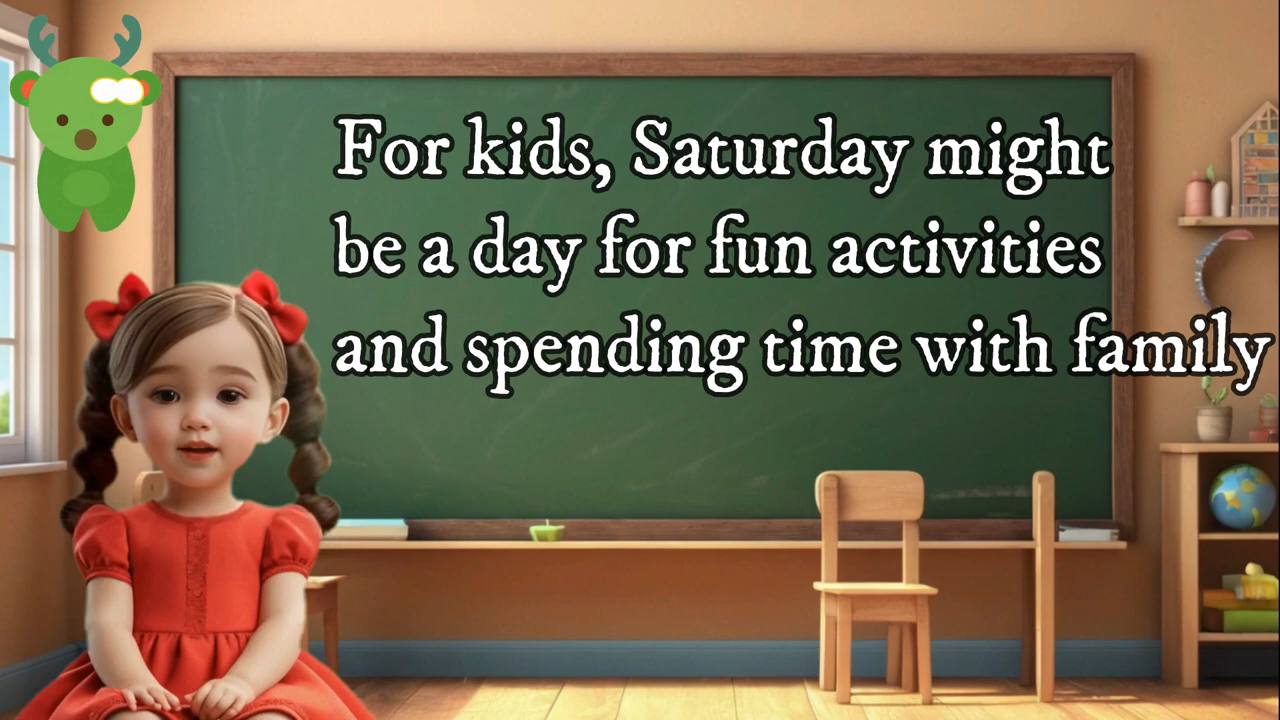 For kids, Saturday might
be a day for fun activities
and spending time with family